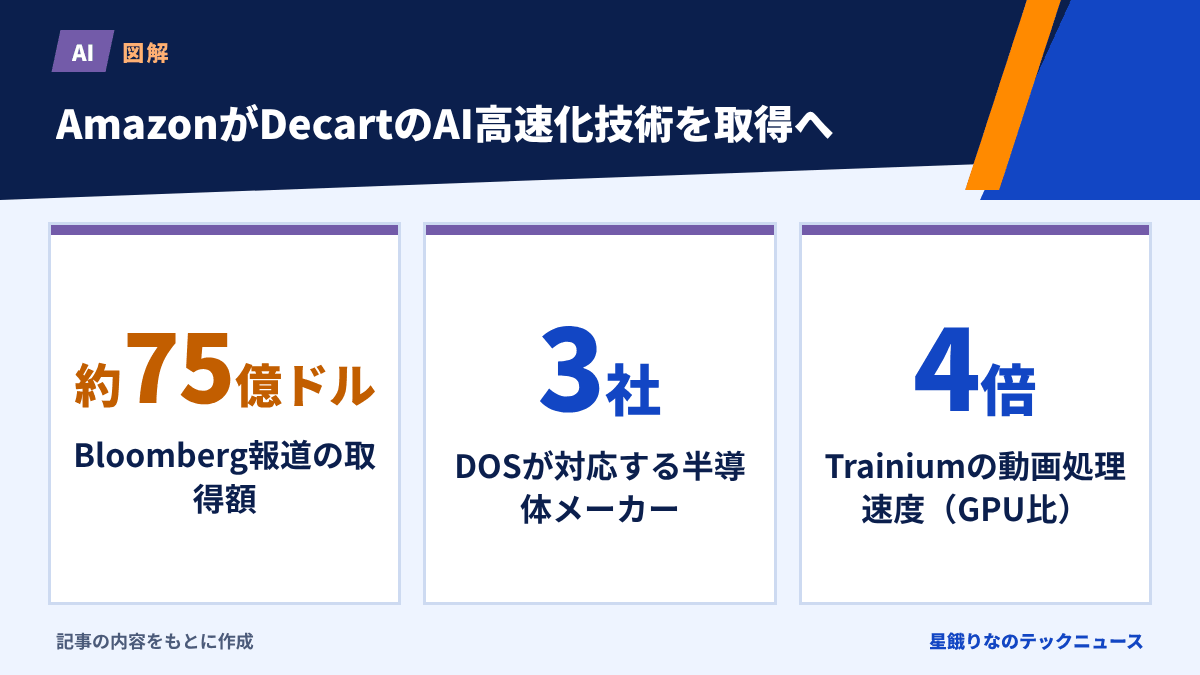 AI 図解
AmazonがDecartのAI高速化技術を取得へ
約75億ドル
Bloomberg報道の取
得額
3社
DOSが対応する半導
体メーカー
4倍
Trainiumの動画処理
速度（GPU比）
記事の内容をもとに作成
星餓りなのテックニュース